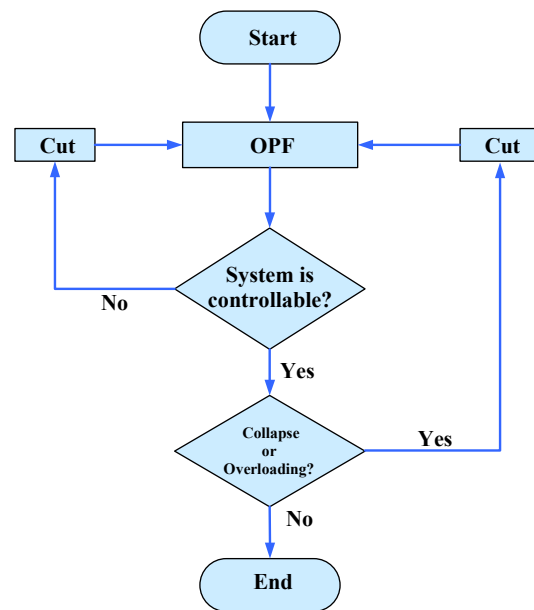 Start
Cut
OPF
Cut
System is
controllable?
No
Yes
Collapse
or
Overloading?
Yes
No
End